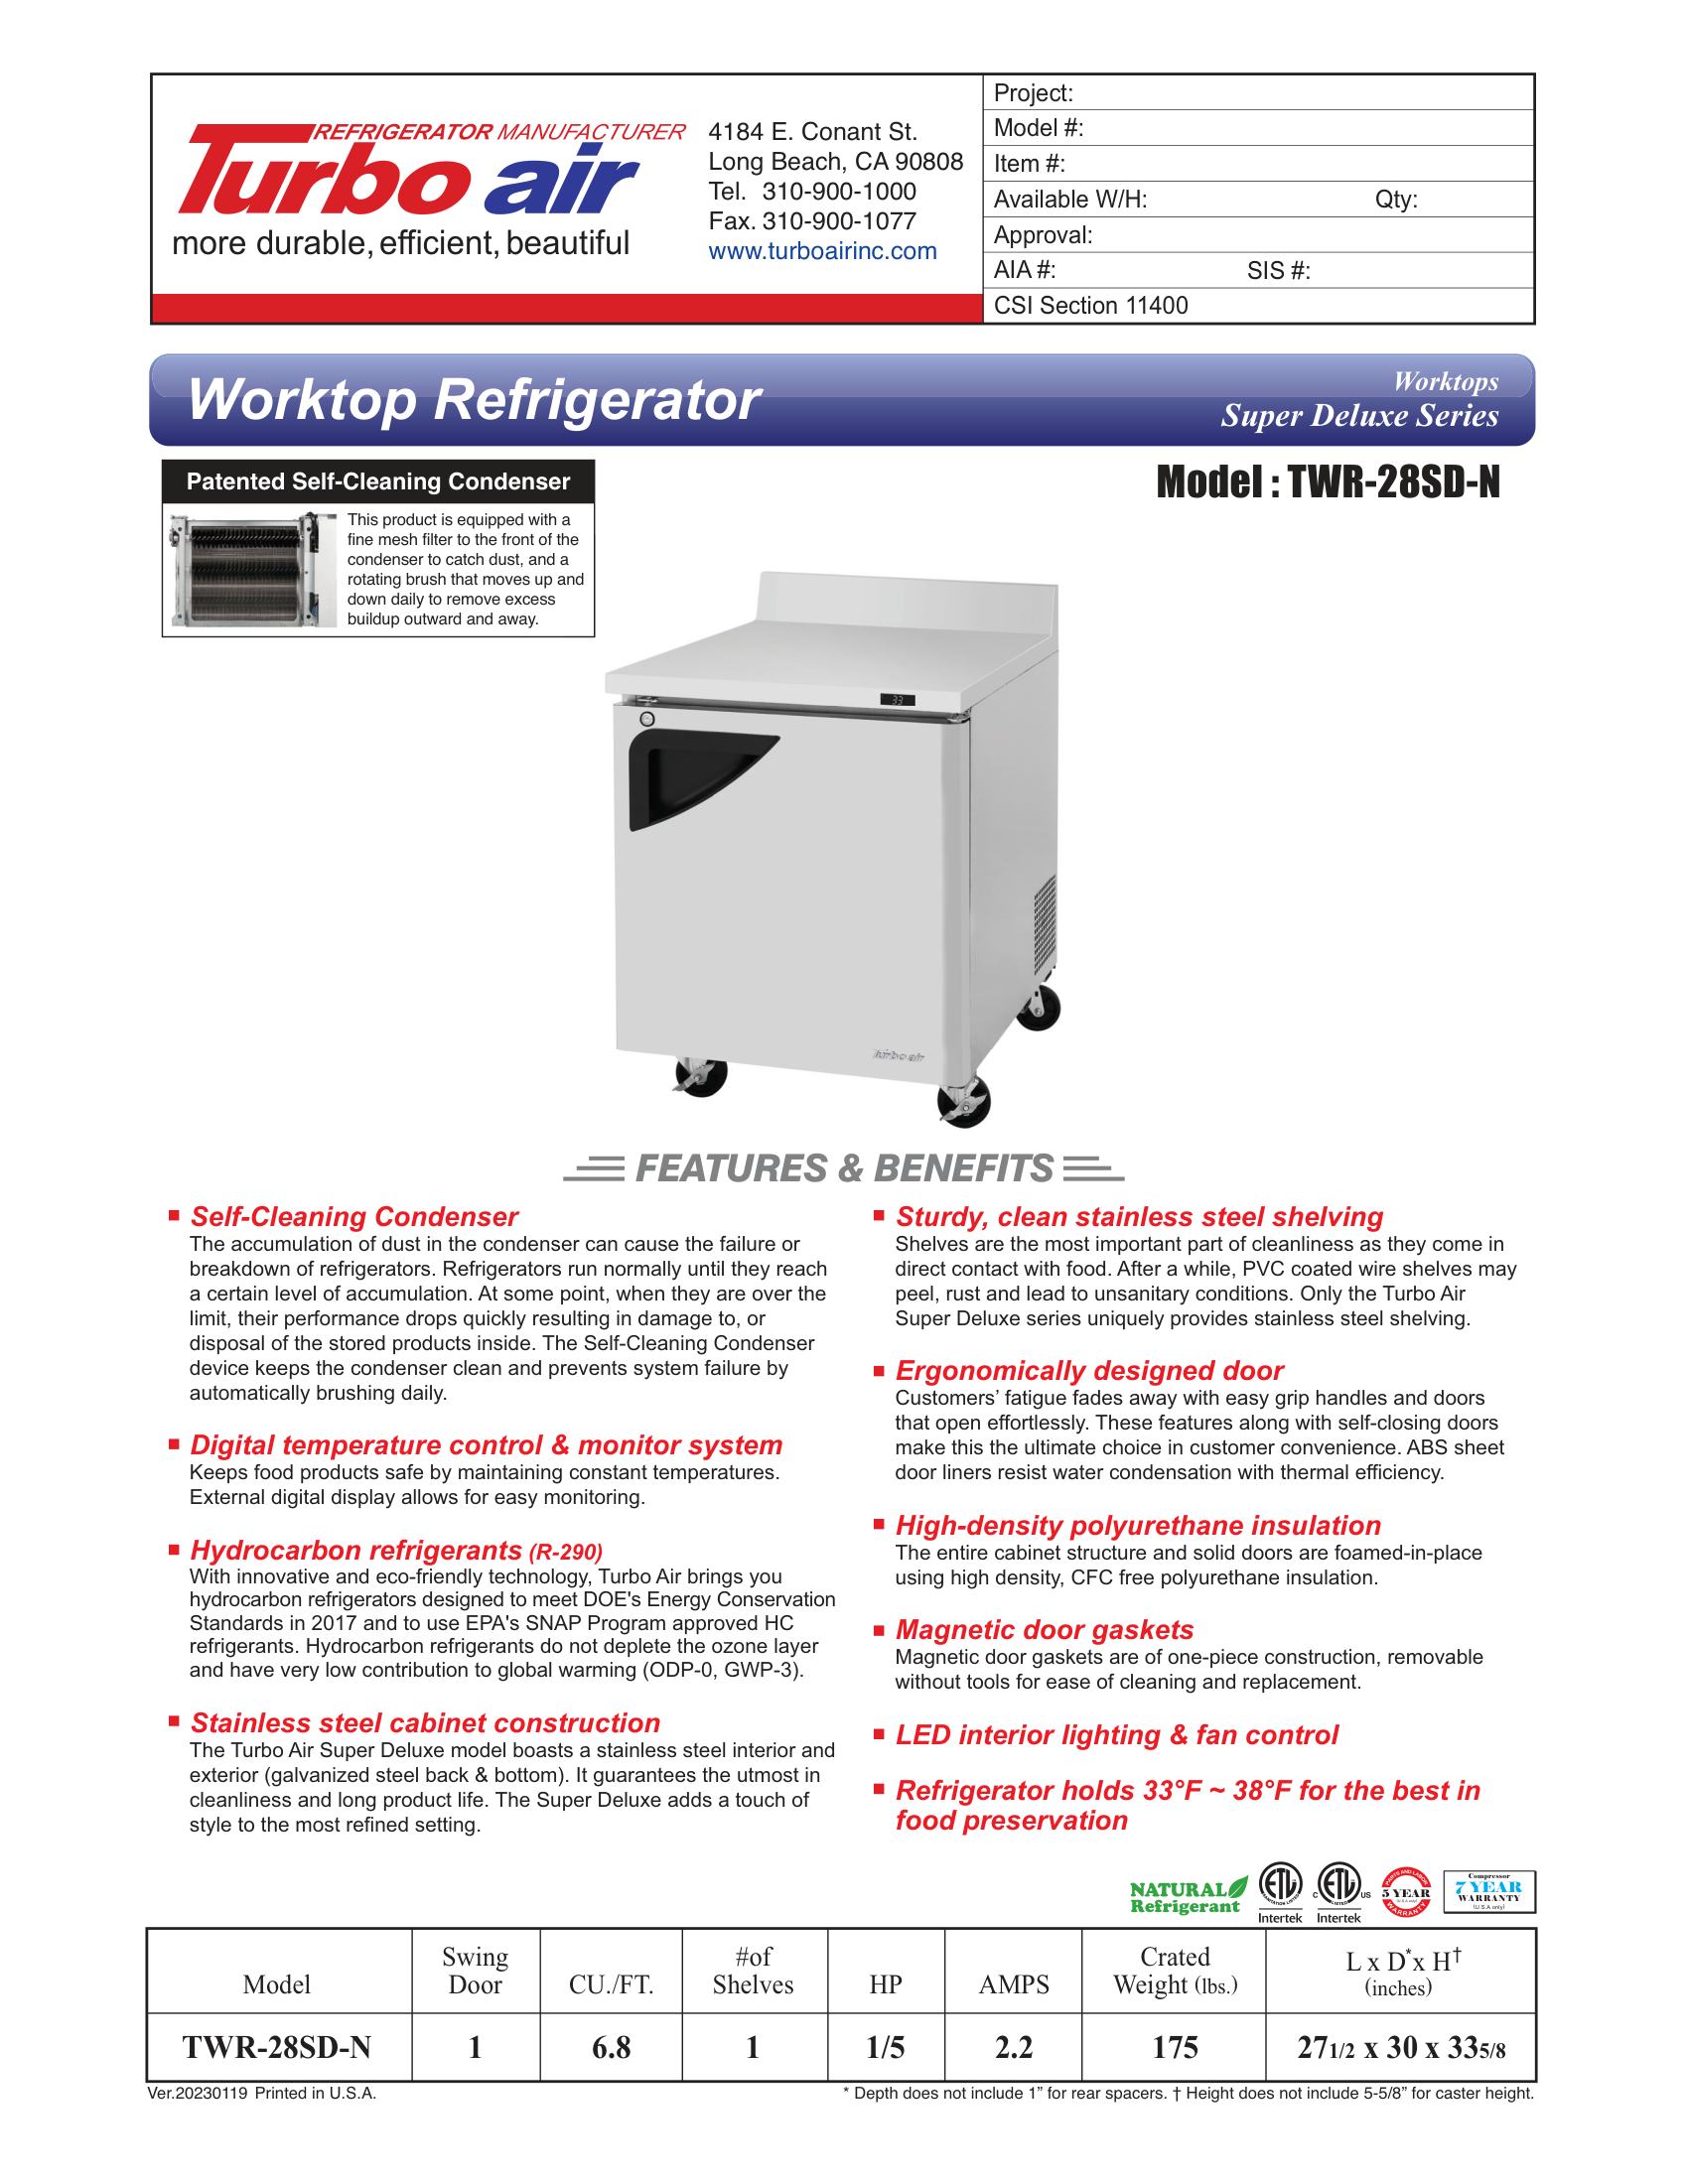 REFRIGERATOR MANUFACTURER
Turbo air
more durable, efficient, beautiful
4184 E. Conant St.
Long Beach, CA 90808
Tel. 310-900-1000
Fax. 310-900-1077
www.turboairinc.com
Project:
Model #:
Item #:
Available W/H: Qty:
Approval:
AIA #: SIS #:
CSI Section 11400
Worktop Refrigerator
Worktops
Super Deluxe Series
Patented Self-Cleaning Condenser
This product is equipped with a
fine mesh filter to the front of the
condenser to catch dust, and a
rotating brush that moves up and
down daily to remove excess
buildup outward and away.
Model : TWR-28SD-N
33
Turbo air
FEATURES & BENEFITS
Self-Cleaning Condenser
The accumulation of dust in the condenser can cause the failure or
breakdown of refrigerators. Refrigerators run normally until they reach
a certain level of accumulation. At some point, when they are over the
limit, their performance drops quickly resulting in damage to, or
disposal of the stored products inside. The Self-Cleaning Condenser
device keeps the condenser clean and prevents system failure by
automatically brushing daily.
Digital temperature control & monitor system
Keeps food products safe by maintaining constant temperatures.
External digital display allows for easy monitoring.
Hydrocarbon refrigerants (R-290)
With innovative and eco-friendly technology, Turbo Air brings you
hydrocarbon refrigerators designed to meet DOE's Energy Conservation
Standards in 2017 and to use EPA's SNAP Program approved HC
refrigerants. Hydrocarbon refrigerants do not deplete the ozone layer
and have very low contribution to global warming (ODP-0, GWP-3).
Stainless steel cabinet construction
The Turbo Air Super Deluxe model boasts a stainless steel interior and
exterior (galvanized steel back & bottom). It guarantees the utmost in
cleanliness and long product life. The Super Deluxe adds a touch of
style to the most refined setting.
Sturdy, clean stainless steel shelving
Shelves are the most important part of cleanliness as they come in
direct contact with food. After a while, PVC coated wire shelves may
peel, rust and lead to unsanitary conditions. Only the Turbo Air
Super Deluxe series uniquely provides stainless steel shelving.
Ergonomically designed door
Customers' fatigue fades away with easy grip handles and doors
that open effortlessly. These features along with self-closing doors
make this the ultimate choice in customer convenience. ABS sheet
door liners resist water condensation with thermal efficiency.
High-density polyurethane insulation
The entire cabinet structure and solid doors are foamed-in-place
using high density, CFC free polyurethane insulation.
Magnetic door gaskets
Magnetic door gaskets are of one-piece construction, removable
without tools for ease of cleaning and replacement.
LED interior lighting & fan control
Refrigerator holds 33°F ~ 38°F for the best in
food preservation
NATURAL
Refrigerant
ETL
SANITATION LISTED
Intertek
C ETL US
LISTED
Intertek
PARTS AND LABOR
5 YEAR
(U.S.A only)
WARRANTY
Compressor
7 YEAR
WARRANTY
(U.S.A only)
Model Swing Door CU./FT. #of Shelves HP AMPS Crated Weight (lbs.) L x D* x H† (inches)
TWR-28SD-N 1 6.8 1 1/5 2.2 175 27 1/2 x 30 x 33 5/8
Ver.20230119 Printed in U.S.A.
* Depth does not include 1” for rear spacers. † Height does not include 5-5/8” for caster height.